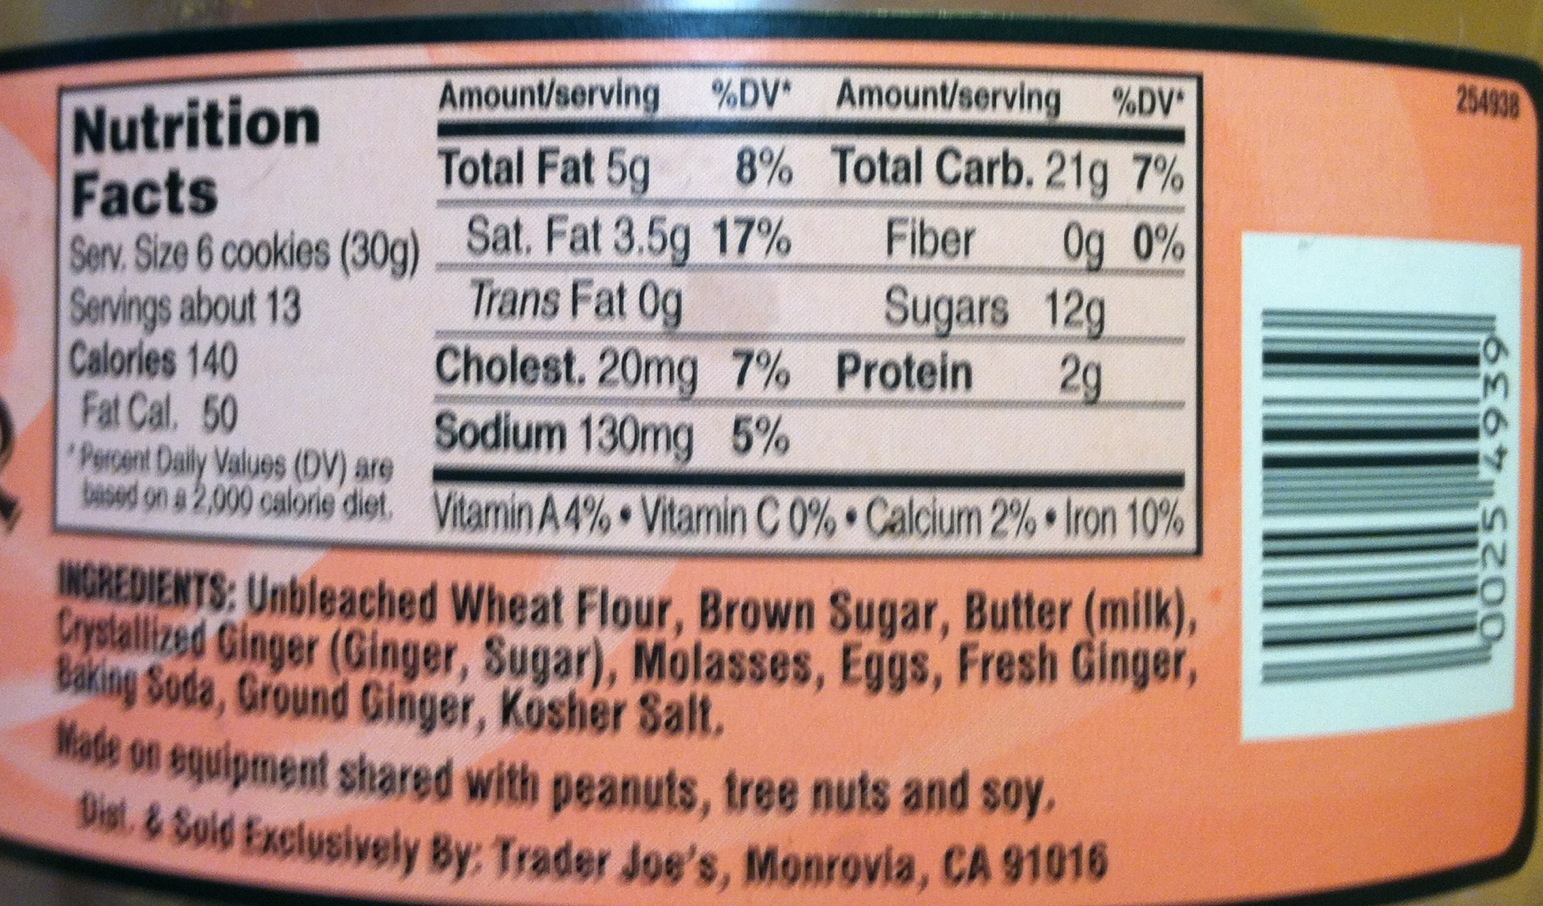 Nutrition
Facts
Serv. Size 6 cookies (30g)
Servings about 13
Calories 140
Fat Cal. 50
* Percent Daily Values (DV) are
based on a 2,000 calorie diet.
Amount/serving %DV* Amount/serving %DV*
Total Fat 5g 8% Total Carb. 21g 7%
Sat. Fat 3.5g 17% Fiber 0g 0%
Trans Fat 0g Sugars 12g
Cholest. 20mg 7% Protein 2g
Sodium 130mg 5%
Vitamin A 4% • Vitamin C 0% • Calcium 2% • Iron 10%
INGREDIENTS: Unbleached Wheat Flour, Brown Sugar, Butter (milk),
Crystallized Ginger (Ginger, Sugar), Molasses, Eggs, Fresh Ginger,
Baking Soda, Ground Ginger, Kosher Salt.
Made on equipment shared with peanuts, tree nuts and soy.
Dist. & Sold Exclusively By: Trader Joe's, Monrovia, CA 91016
254938
0025 4939